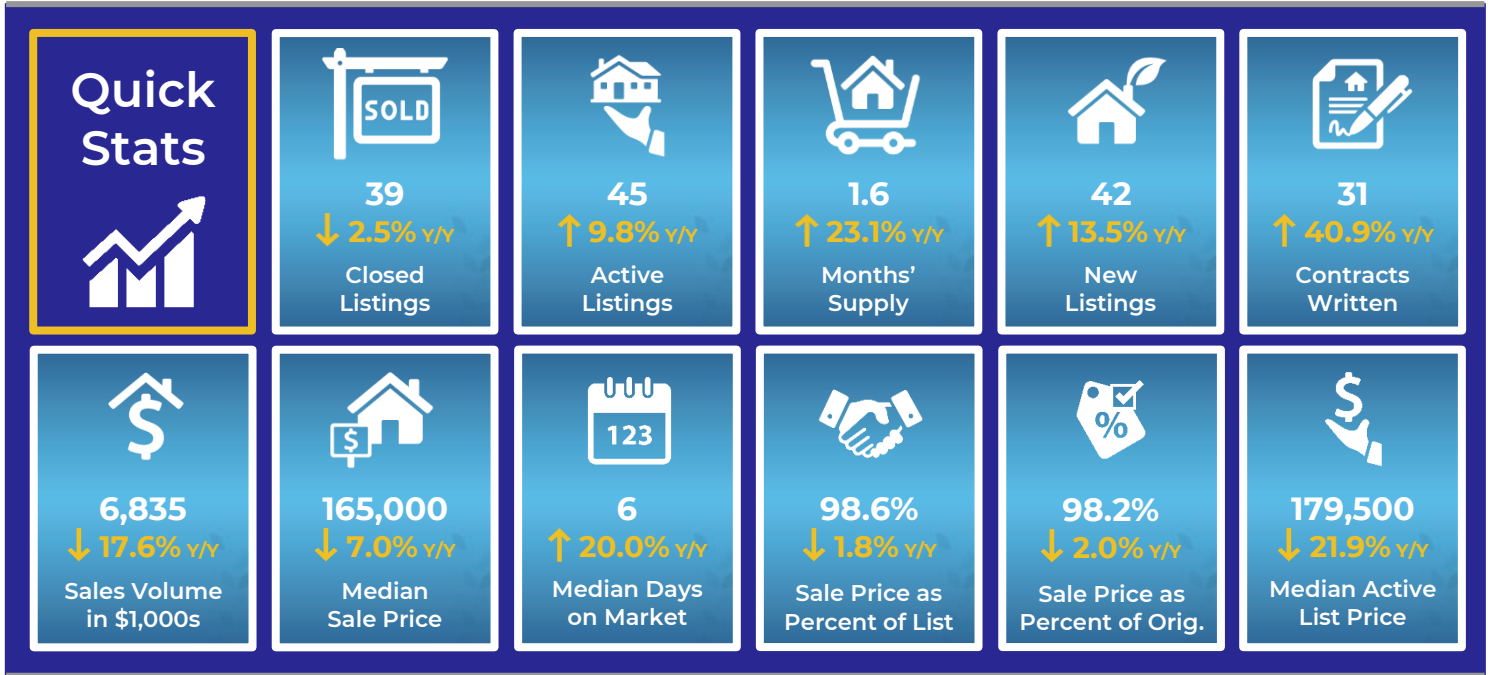 Quick
Stats
SOLD
39
↓ 2.5% Y/Y
Closed
Listings
45
↑ 9.8% Y/Y
Active
Listings
1.6
↑ 23.1% Y/Y
Months’
Supply
42
↑ 13.5% Y/Y
New
Listings
31
↑ 40.9% Y/Y
Contracts
Written
$
6,835
↓ 17.6% Y/Y
Sales Volume
in $1,000s
$
165,000
↓ 7.0% Y/Y
Median
Sale Price
123
6
↑ 20.0% Y/Y
Median Days
on Market
98.6%
↓ 1.8% Y/Y
Sale Price as
Percent of List
%
98.2%
↓ 2.0% Y/Y
Sale Price as
Percent of Orig.
$
179,500
↓ 21.9% Y/Y
Median Active
List Price